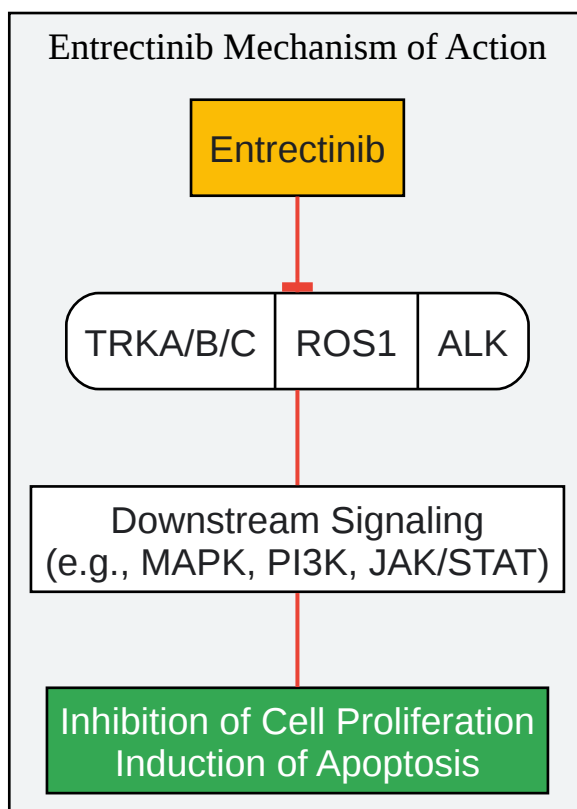 Entrectinib Mechanism of Action
Entrectinib
TRKA/B/C ROS1 ALK
Downstream Signaling
(e.g., MAPK, PI3K, JAK/STAT)
Inhibition of Cell Proliferation
Induction of Apoptosis